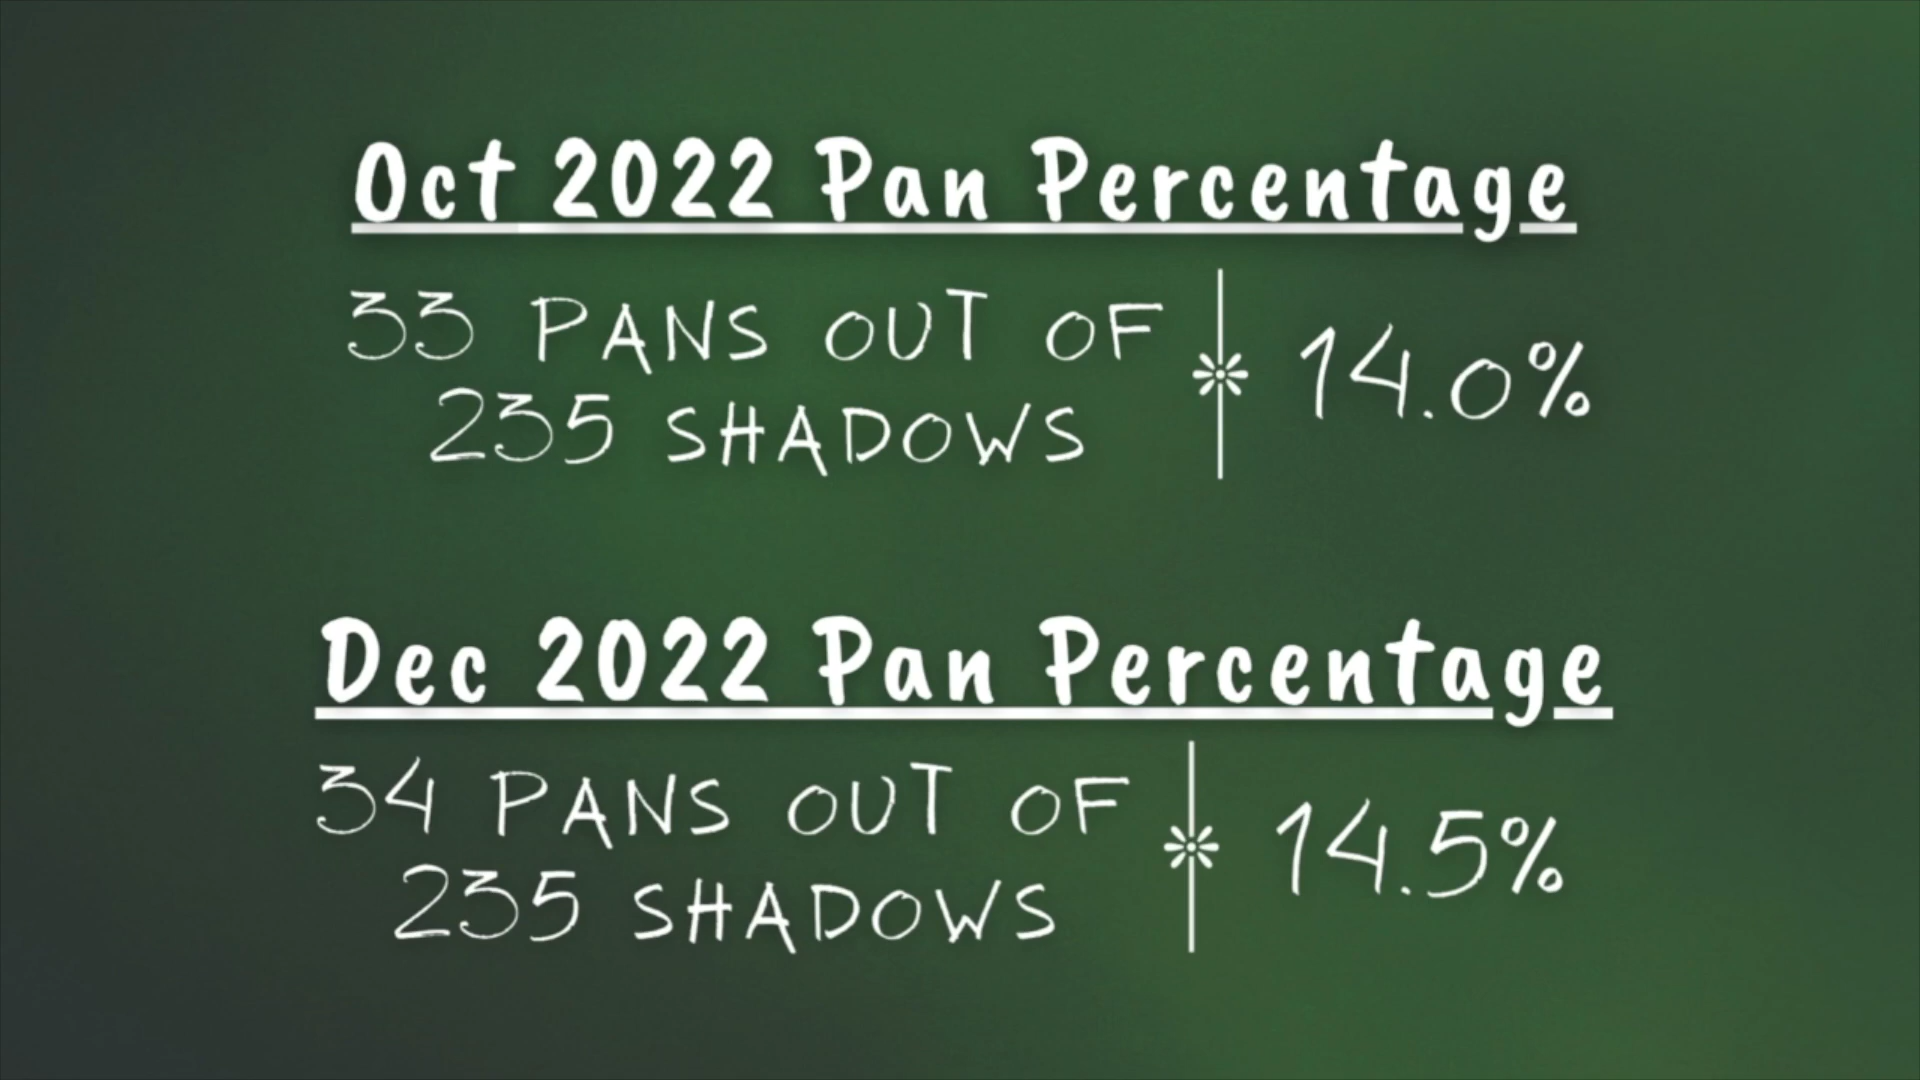 Oct 2022 Pan Percentage
33 PANS OUT OF
235 SHADOWS
14.0%
Dec 2022 Pan Percentage
34 PANS OUT OF
235 SHADOWS
14.5%